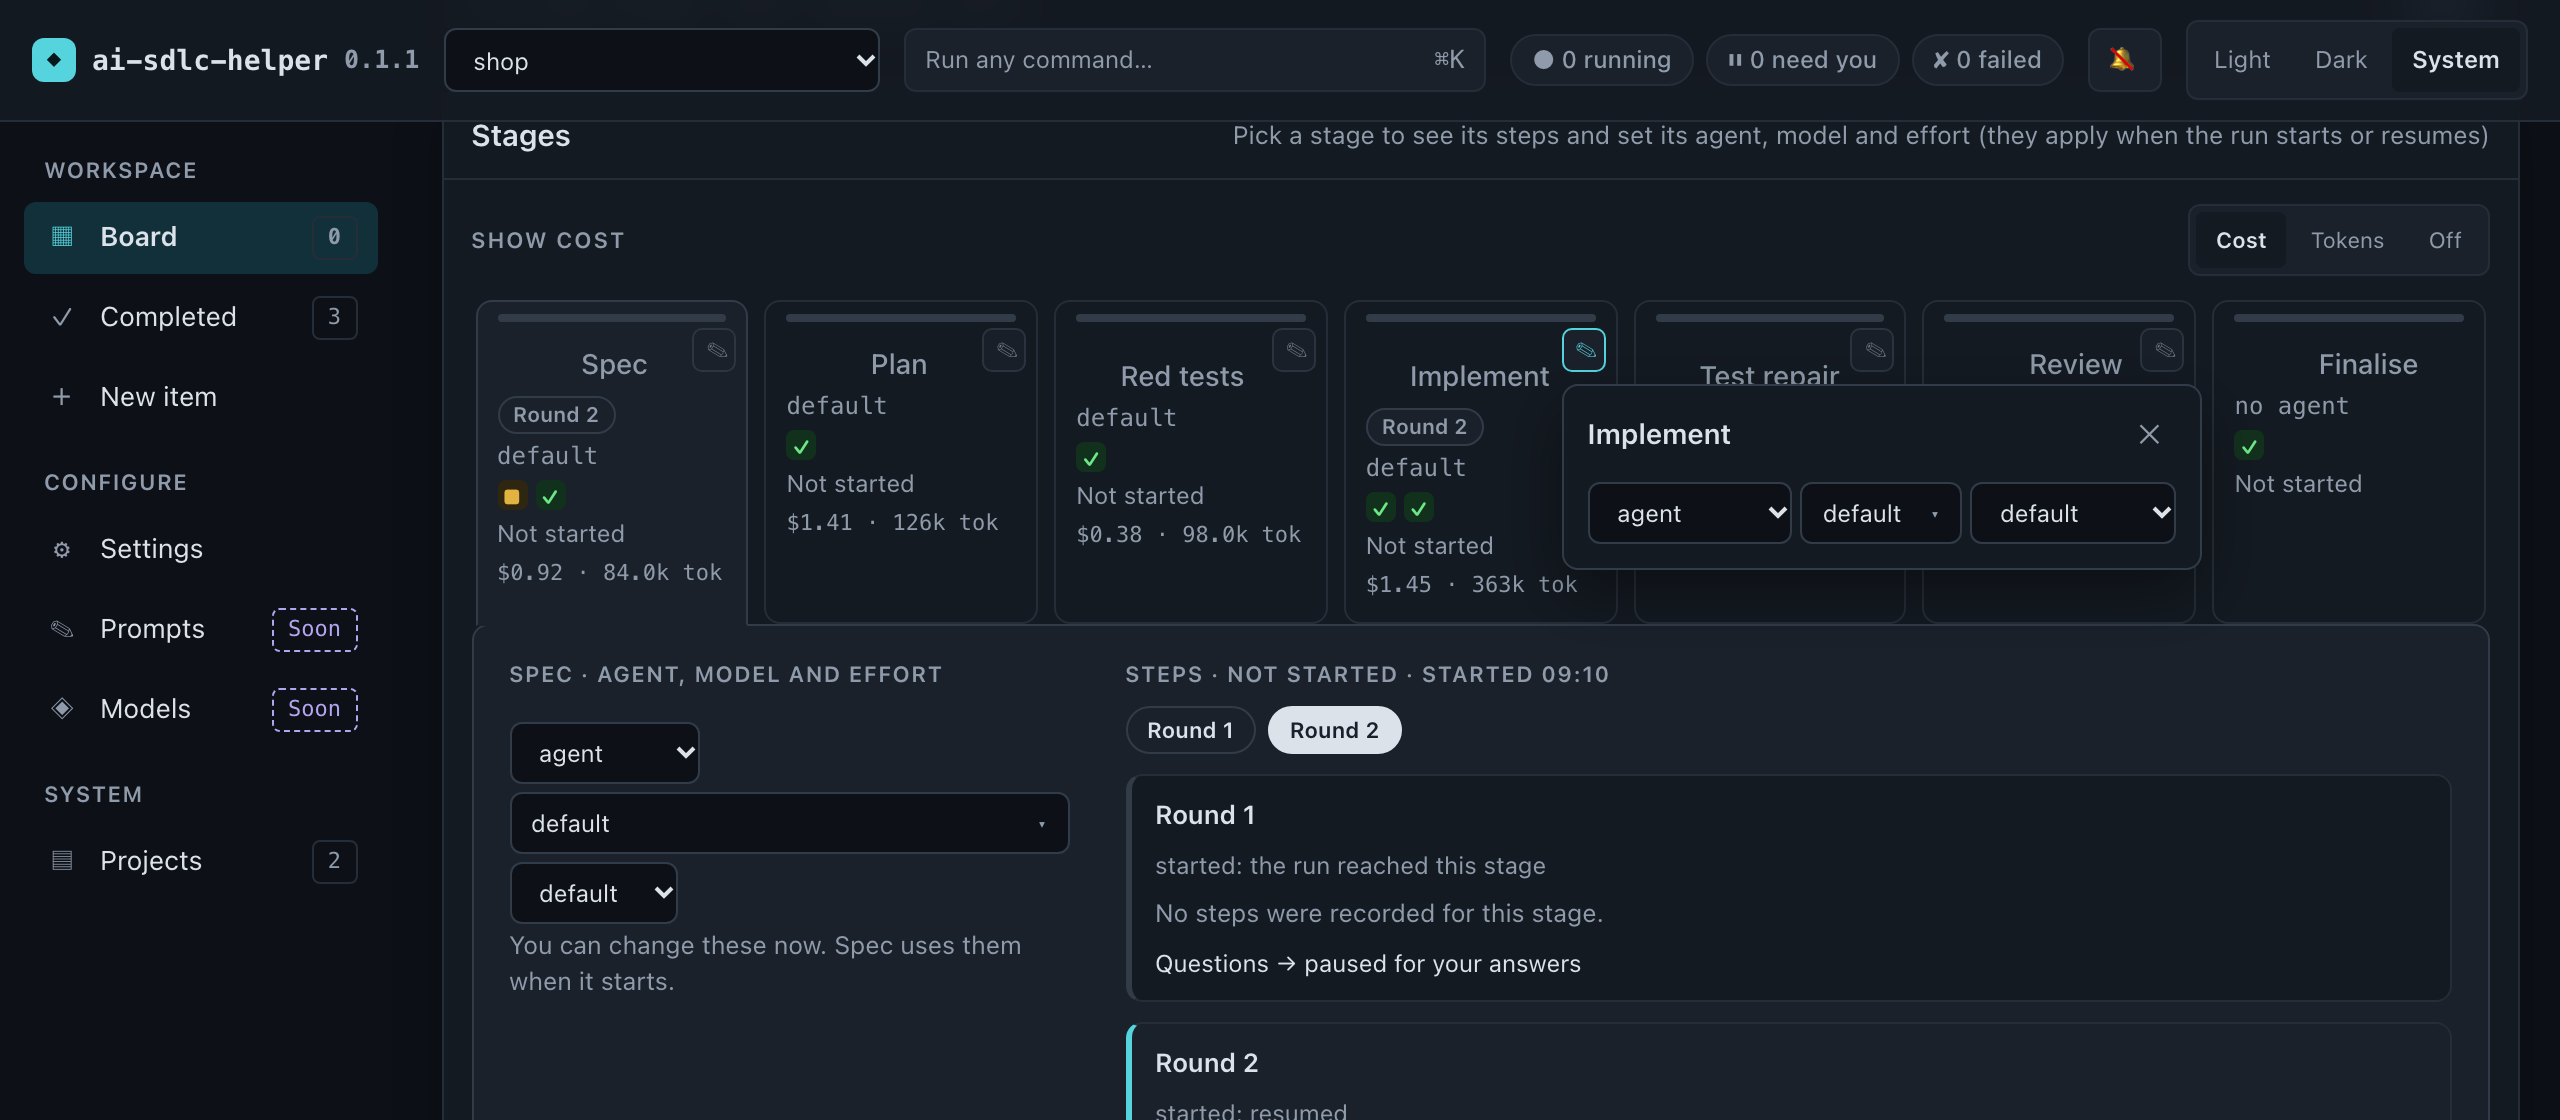 ai-sdlc-helper 0.1.1
shop
Run any command...
⌘K
0 running
0 need you
✘ 0 failed
Light
Dark
System
WORKSPACE
Board 0
Completed 3
New item
CONFIGURE
Settings
Prompts Soon
Models Soon
SYSTEM
Projects 2
Stages
Pick a stage to see its steps and set its agent, model and effort (they apply when the run starts or resumes)
SHOW COST
Cost
Tokens
Off
Spec
Round 2
default
Not started
$0.92 · 84.0k tok
Plan
default
Not started
$1.41 · 126k tok
Red tests
default
Not started
$0.38 · 98.0k tok
Implement
Round 2
default
Not started
$1.45 · 363k tok
Test repair
Review
Finalise
no agent
Not started
Implement
agent
default
default
SPEC · AGENT, MODEL AND EFFORT
agent
default
default
You can change these now. Spec uses them
when it starts.
STEPS · NOT STARTED · STARTED 09:10
Round 1
Round 2
Round 1
started: the run reached this stage
No steps were recorded for this stage.
Questions → paused for your answers
Round 2
started: resumed